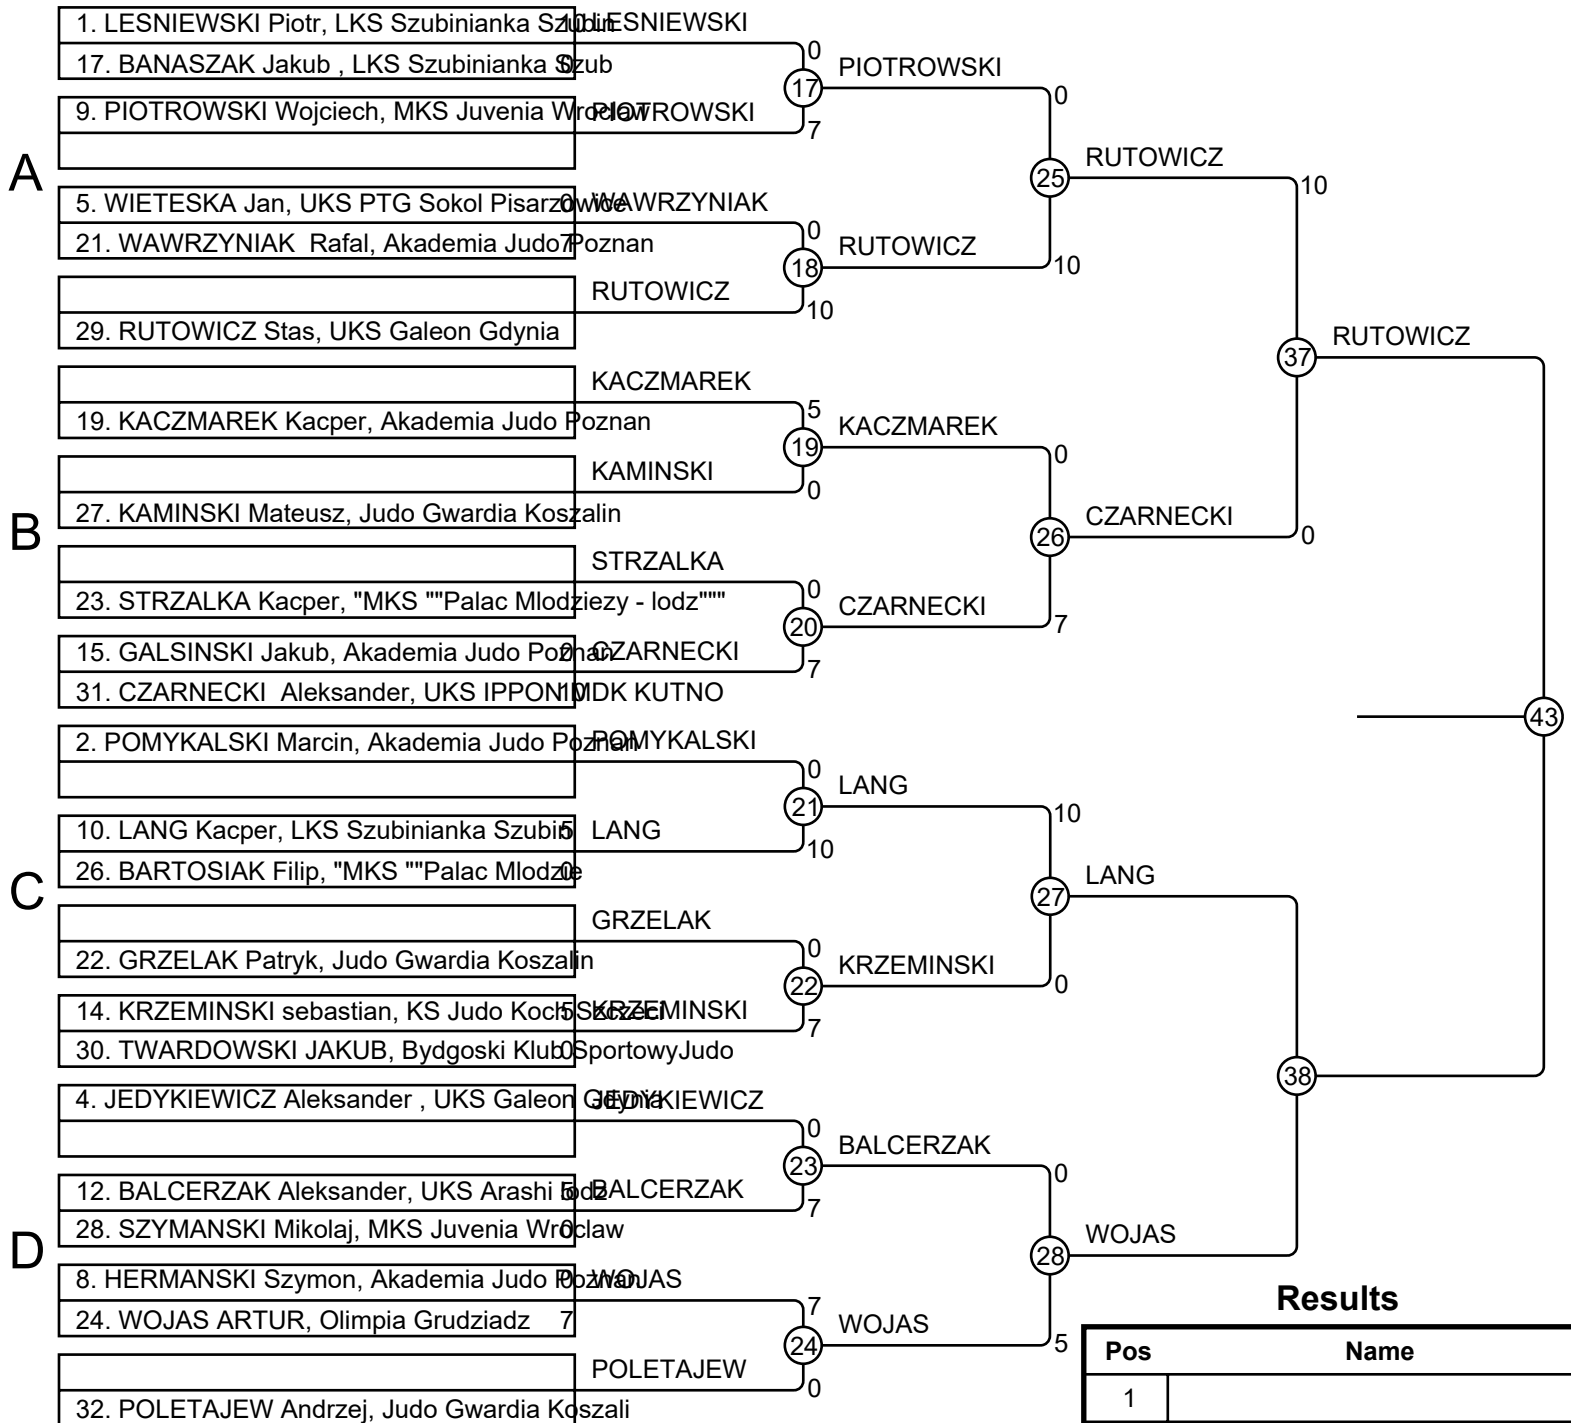 1. LESNIEWSKI Piotr, LKS Szubinianka Szubin 10 LESNIEWSKI
17. BANASZAK Jakub , LKS Szubinianka Szub 0
0
17
PIOTROWSKI
9. PIOTROWSKI Wojciech, MKS Juvenia Wroclaw PIOTROWSKI
7
0
A
25
RUTOWICZ
5. WIETESKA Jan, UKS PTG Sokol Pisarzowice 0 WAWRZYNIAK
21. WAWRZYNIAK Rafal, Akademia Judo Poznan 7
0
18
RUTOWICZ
10
RUTOWICZ
10
29. RUTOWICZ Stas, UKS Galeon Gdynia
10
37
RUTOWICZ
KACZMAREK
19. KACZMAREK Kacper, Akademia Judo Poznan
5
19
KACZMAREK
0
KAMINSKI
0
27. KAMINSKI Mateusz, Judo Gwardia Koszalin
B
26
CZARNECKI
0
STRZALKA
23. STRZALKA Kacper, "MKS ""Palac Mlodziezy - lodz"""
0
20
CZARNECKI
7
15. GALSINSKI Jakub, Akademia Judo Poznan 0 CZARNECKI
31. CZARNECKI Aleksander, UKS IPPON MDK KUTNO 10
7
43
2. POMYKALSKI Marcin, Akademia Judo Poznan POMYKALSKI
0
21
LANG
10
10. LANG Kacper, LKS Szubinianka Szubin 5 LANG
26. BARTOSIAK Filip, "MKS ""Palac Mlodzie 0
10
C
27
LANG
GRZELAK
22. GRZELAK Patryk, Judo Gwardia Koszalin
0
22
KRZEMINSKI
0
14. KRZEMINSKI sebastian, KS Judo Koch Szczeci 5 KRZEMINSKI
30. TWARDOWSKI JAKUB, Bydgoski Klub SportowyJudo 0
7
38
4. JEDYKIEWICZ Aleksander , UKS Galeon Gdynia JEDYKIEWICZ
0
23
BALCERZAK
0
12. BALCERZAK Aleksander, UKS Arashi lodz 5 BALCERZAK
28. SZYMANSKI Mikolaj, MKS Juvenia Wroclaw 0
7
D
28
WOJAS
8. HERMANSKI Szymon, Akademia Judo Poznan 0 WOJAS
24. WOJAS ARTUR, Olimpia Grudziadz 7
7
24
WOJAS
5
POLETAJEW
0
32. POLETAJEW Andrzej, Judo Gwardia Koszali
Results
Pos Name
1